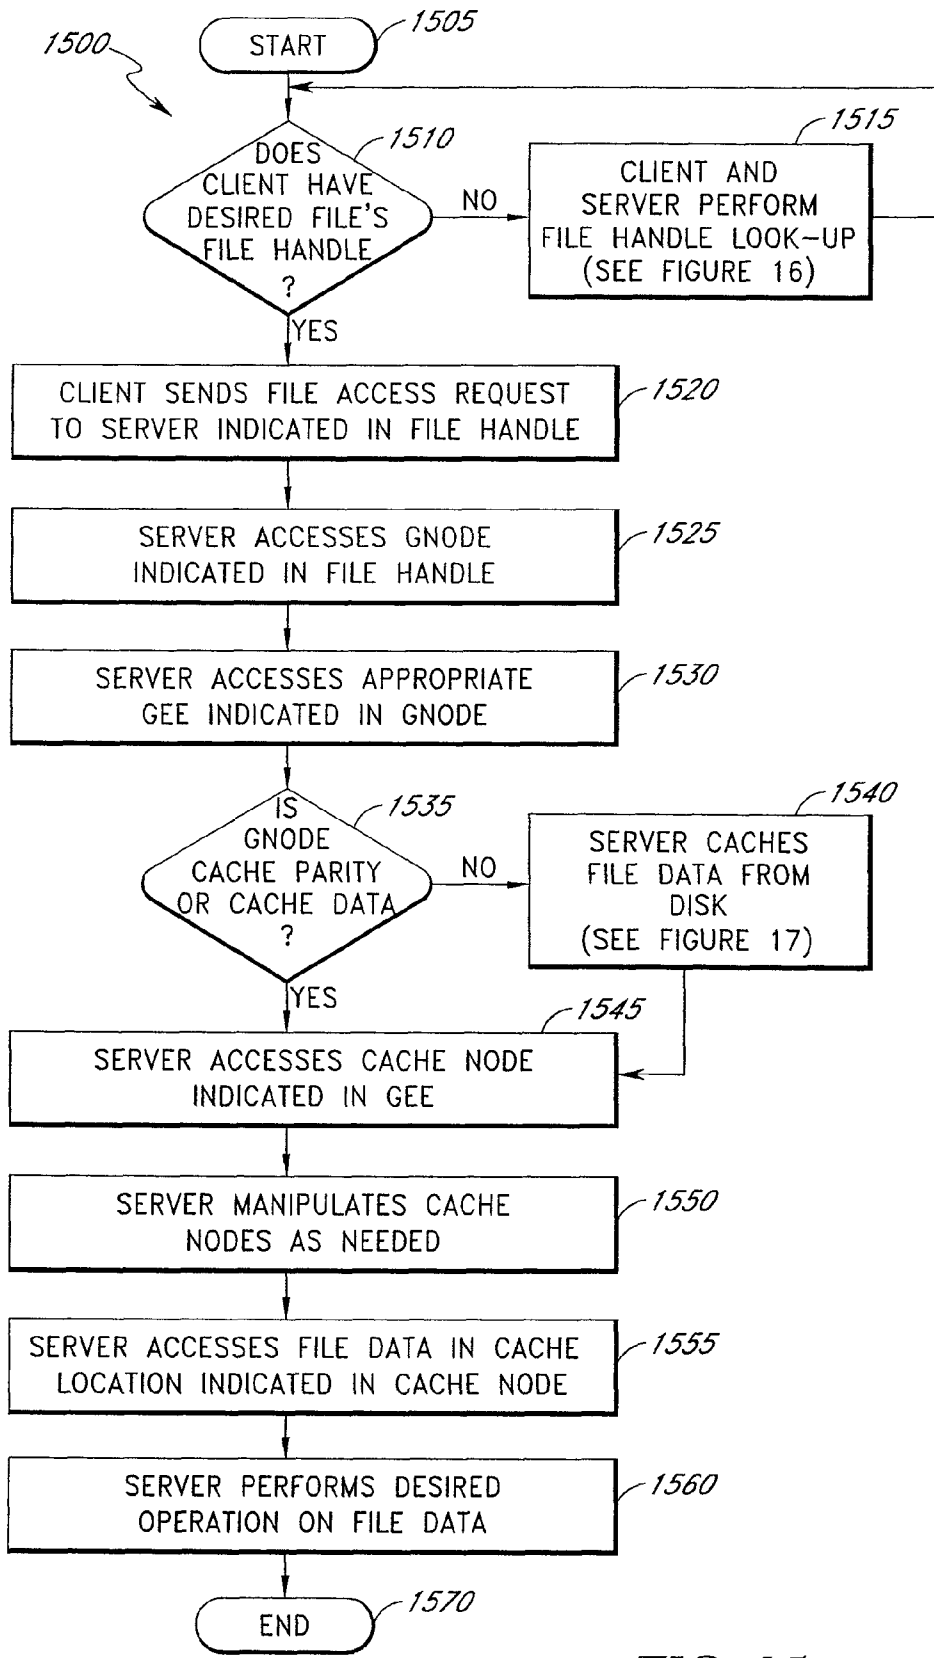 1500
START
1505
DOES
CLIENT HAVE
DESIRED FILE'S
FILE HANDLE
?
1510
NO
YES
CLIENT AND
SERVER PERFORM
FILE HANDLE LOOK-UP
(SEE FIGURE 16)
1515
CLIENT SENDS FILE ACCESS REQUEST
TO SERVER INDICATED IN FILE HANDLE
1520
SERVER ACCESSES GNODE
INDICATED IN FILE HANDLE
1525
SERVER ACCESSES APPROPRIATE
GEE INDICATED IN GNODE
1530
IS
GNODE
CACHE PARITY
OR CACHE DATA
?
1535
NO
YES
SERVER CACHES
FILE DATA FROM
DISK
(SEE FIGURE 17)
1540
SERVER ACCESSES CACHE NODE
INDICATED IN GEE
1545
SERVER MANIPULATES CACHE
NODES AS NEEDED
1550
SERVER ACCESSES FILE DATA IN CACHE
LOCATION INDICATED IN CACHE NODE
1555
SERVER PERFORMS DESIRED
OPERATION ON FILE DATA
1560
END
1570